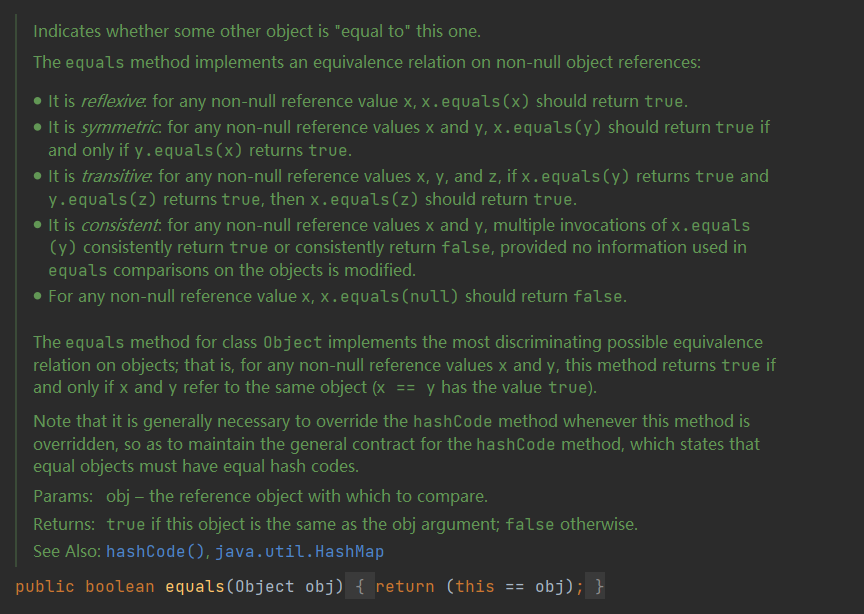 Indicates whether some other object is "equal to" this one.
The equals method implements an equivalence relation on non-null object references:
• It is reflexive: for any non-null reference value x, x.equals(x) should return true.
• It is symmetric: for any non-null reference values x and y, x.equals(y) should return true if
and only if y.equals(x) returns true.
• It is transitive: for any non-null reference values x, y, and z, if x.equals(y) returns true and
y.equals(z) returns true, then x.equals(z) should return true.
• It is consistent: for any non-null reference values x and y, multiple invocations of x.equals
(y) consistently return true or consistently return false, provided no information used in
equals comparisons on the objects is modified.
• For any non-null reference value x, x.equals(null) should return false.
The equals method for class Object implements the most discriminating possible equivalence
relation on objects; that is, for any non-null reference values x and y, this method returns true if
and only if x and y refer to the same object (x == y has the value true).
Note that it is generally necessary to override the hashCode method whenever this method is
overridden, so as to maintain the general contract for the hashCode method, which states that
equal objects must have equal hash codes.
Params: obj – the reference object with which to compare.
Returns: true if this object is the same as the obj argument; false otherwise.
See Also: hashCode(), java.util.HashMap
public boolean equals(Object obj) { return (this == obj); }